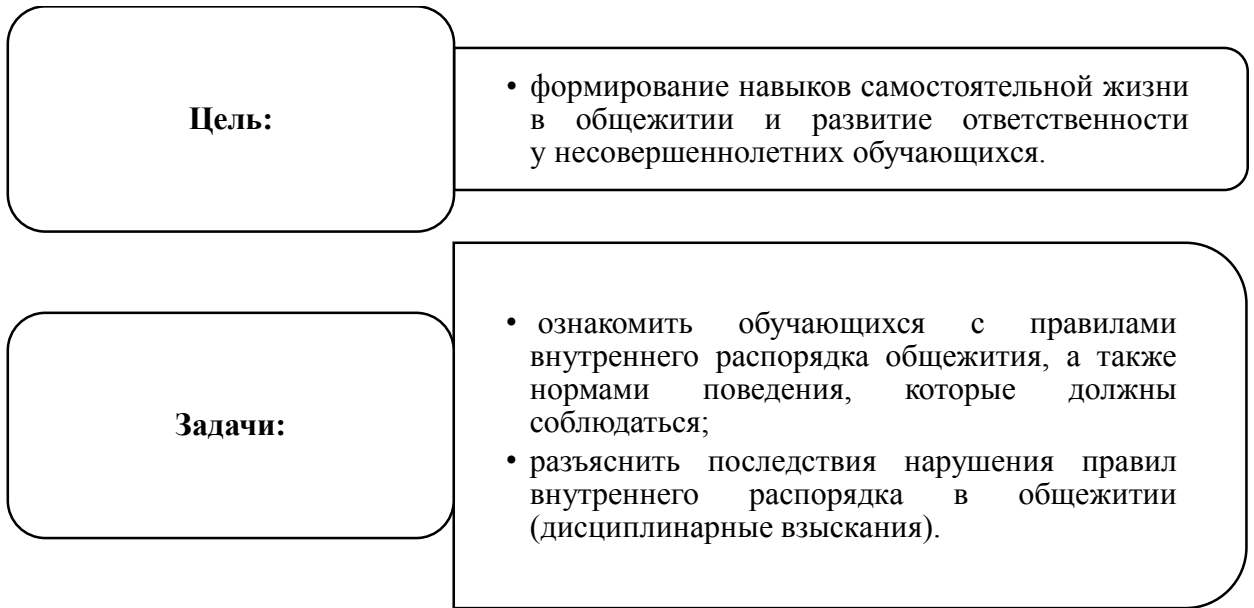 Цель:
• формирование навыков самостоятельной жизни
в общежитии и развитие ответственности
у несовершеннолетних обучающихся.
Задачи:
• ознакомить обучающихся с правилами
внутреннего распорядка общежития, а также
нормами поведения, которые должны
соблюдаться;
• разъяснить последствия нарушения правил
внутреннего распорядка в общежитии
(дисциплинарные взыскания).